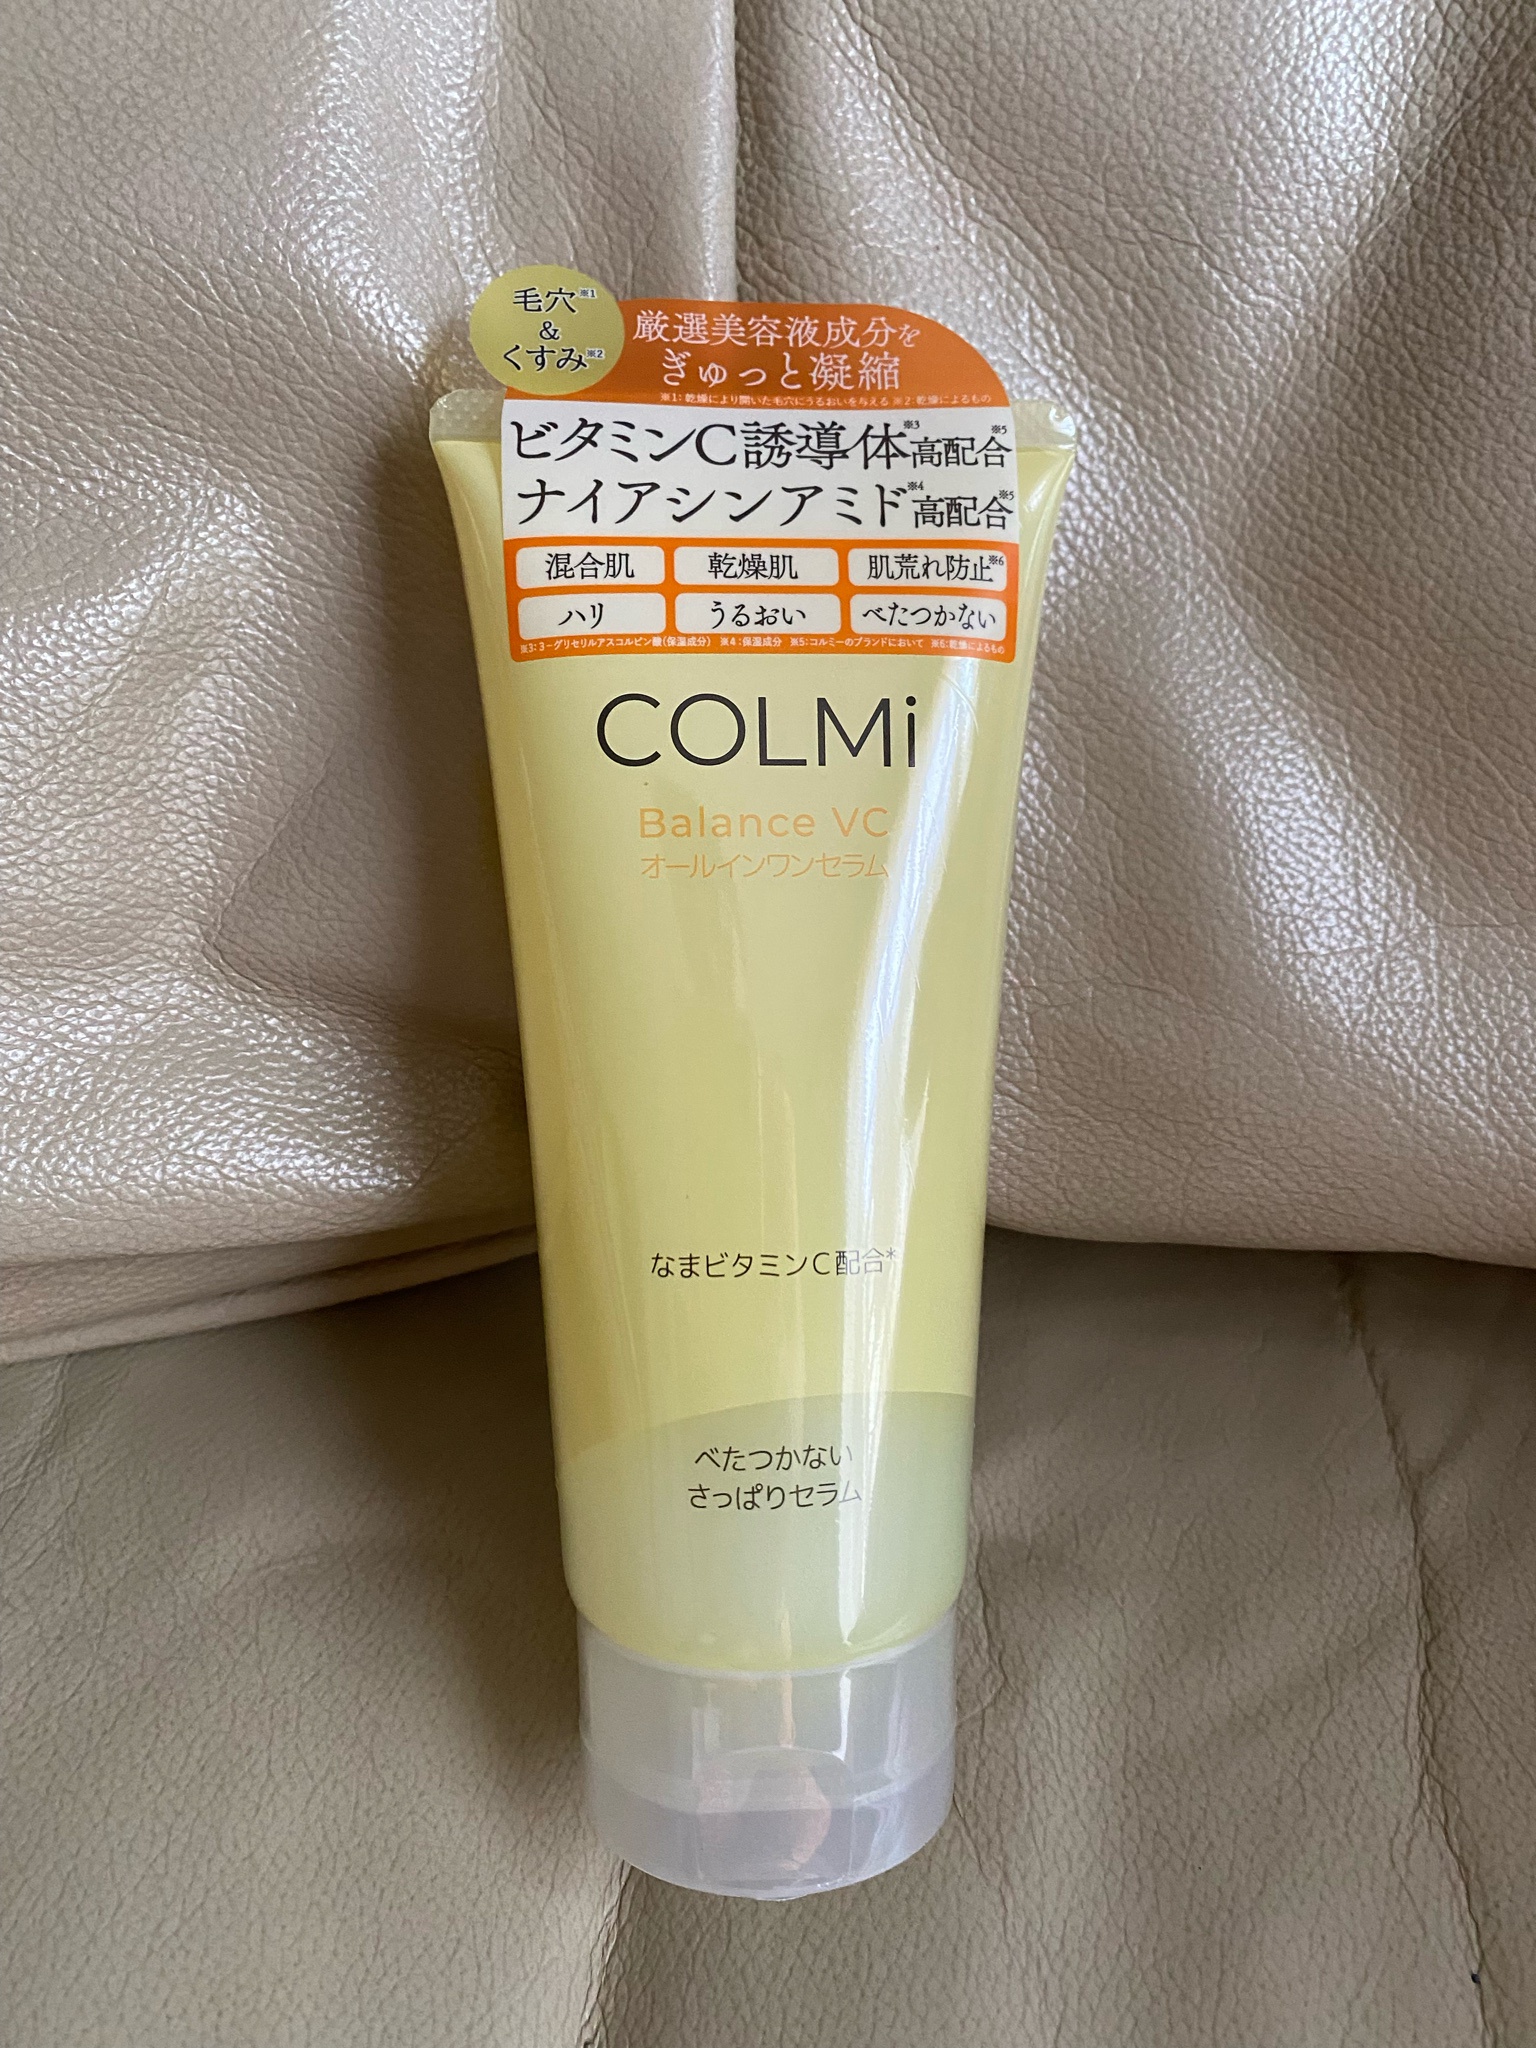 毛穴※1
&
くすみ※2
厳選美容液成分を
ぎゅっと凝縮
※1:乾燥により開いた毛穴にうるおいを与える ※2:乾燥によるもの
ビタミンC誘導体※3高配合※5
ナイアシンアミド※4高配合※5
混合肌 乾燥肌 肌荒れ防止※6
ハリ うるおい べたつかない
※3:3-グリセリルアスコルビン酸(保湿成分) ※4:保湿成分 ※5:コルミーのブランドにおいて ※6:乾燥によるもの
COLMi
Balance VC
オールインワンセラム
なまビタミンC配合*
べたつかない
さっぱりセラム